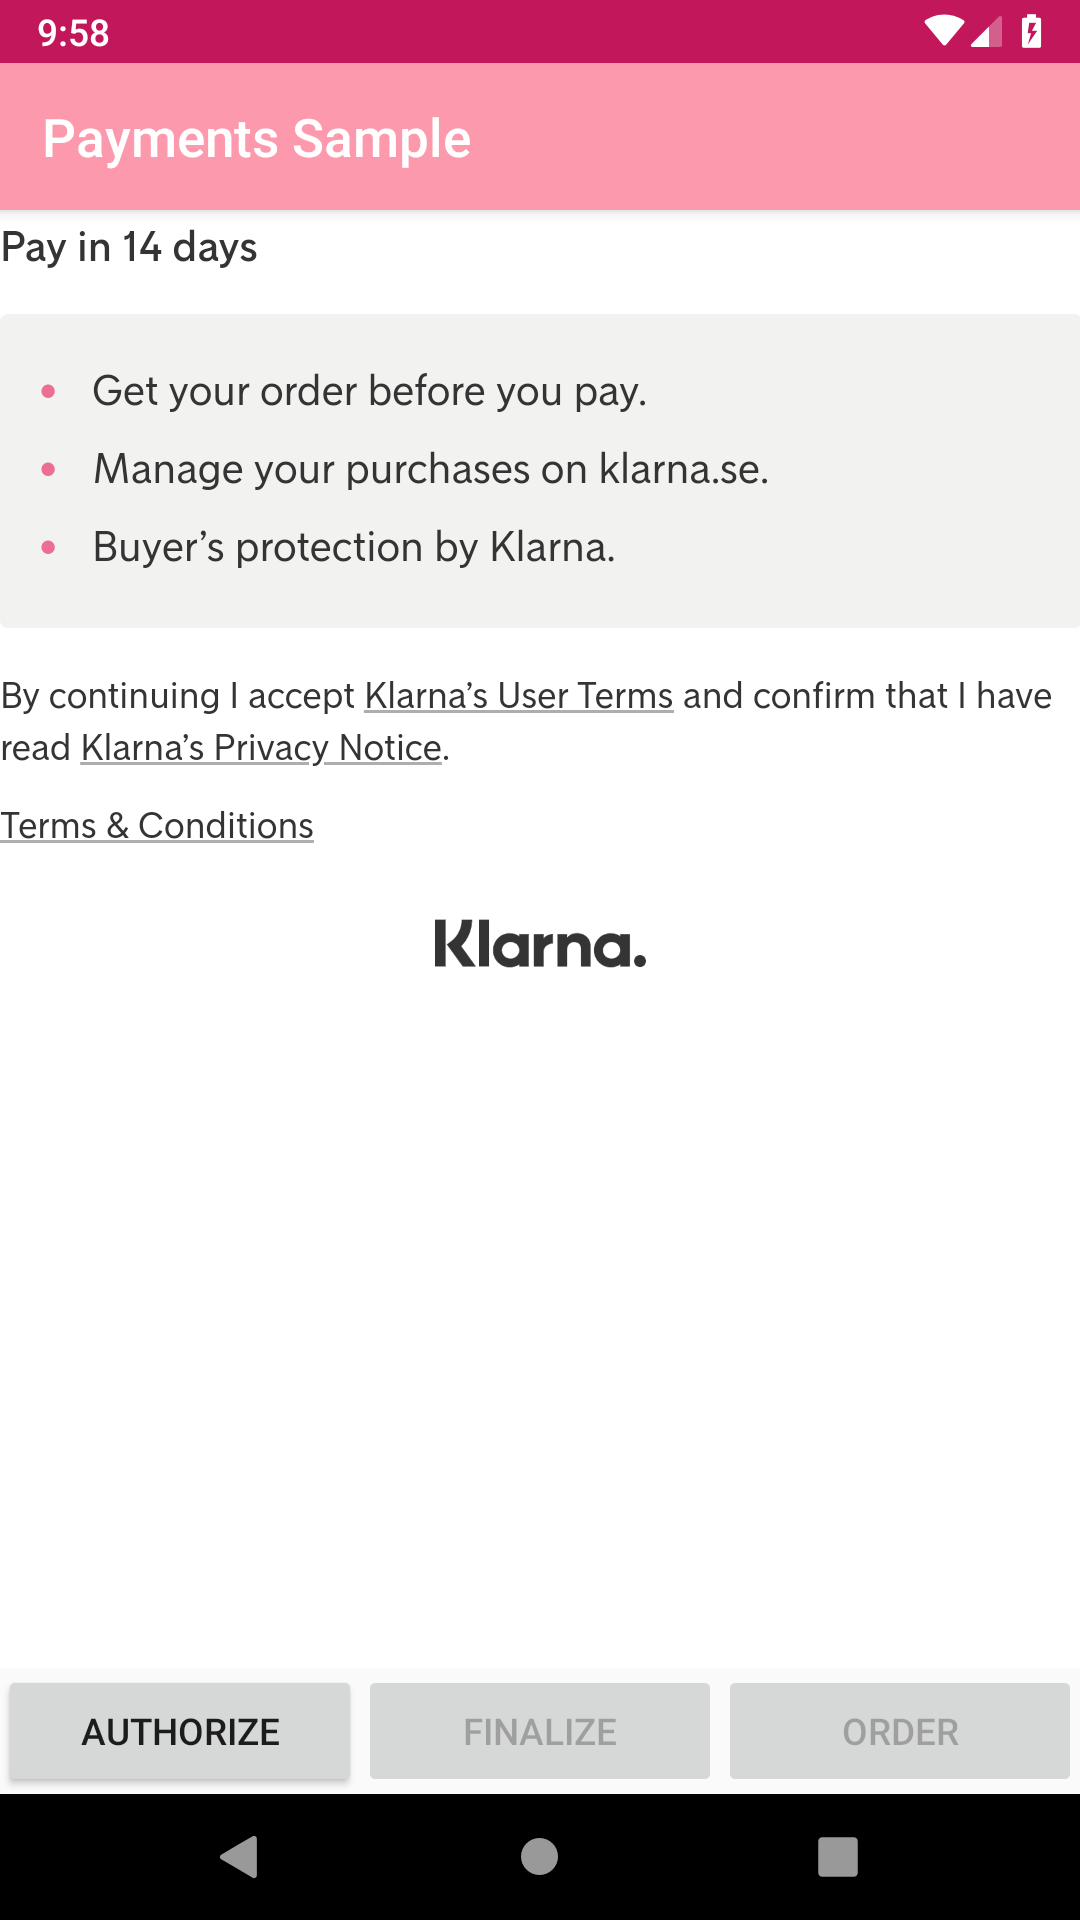 9:58
Payments Sample
Pay in 14 days
• Get your order before you pay.
• Manage your purchases on klarna.se.
• Buyer’s protection by Klarna.
By continuing I accept Klarna’s User Terms and confirm that I have
read Klarna’s Privacy Notice.
Terms & Conditions
Klarna.
AUTHORIZE FINALIZE ORDER